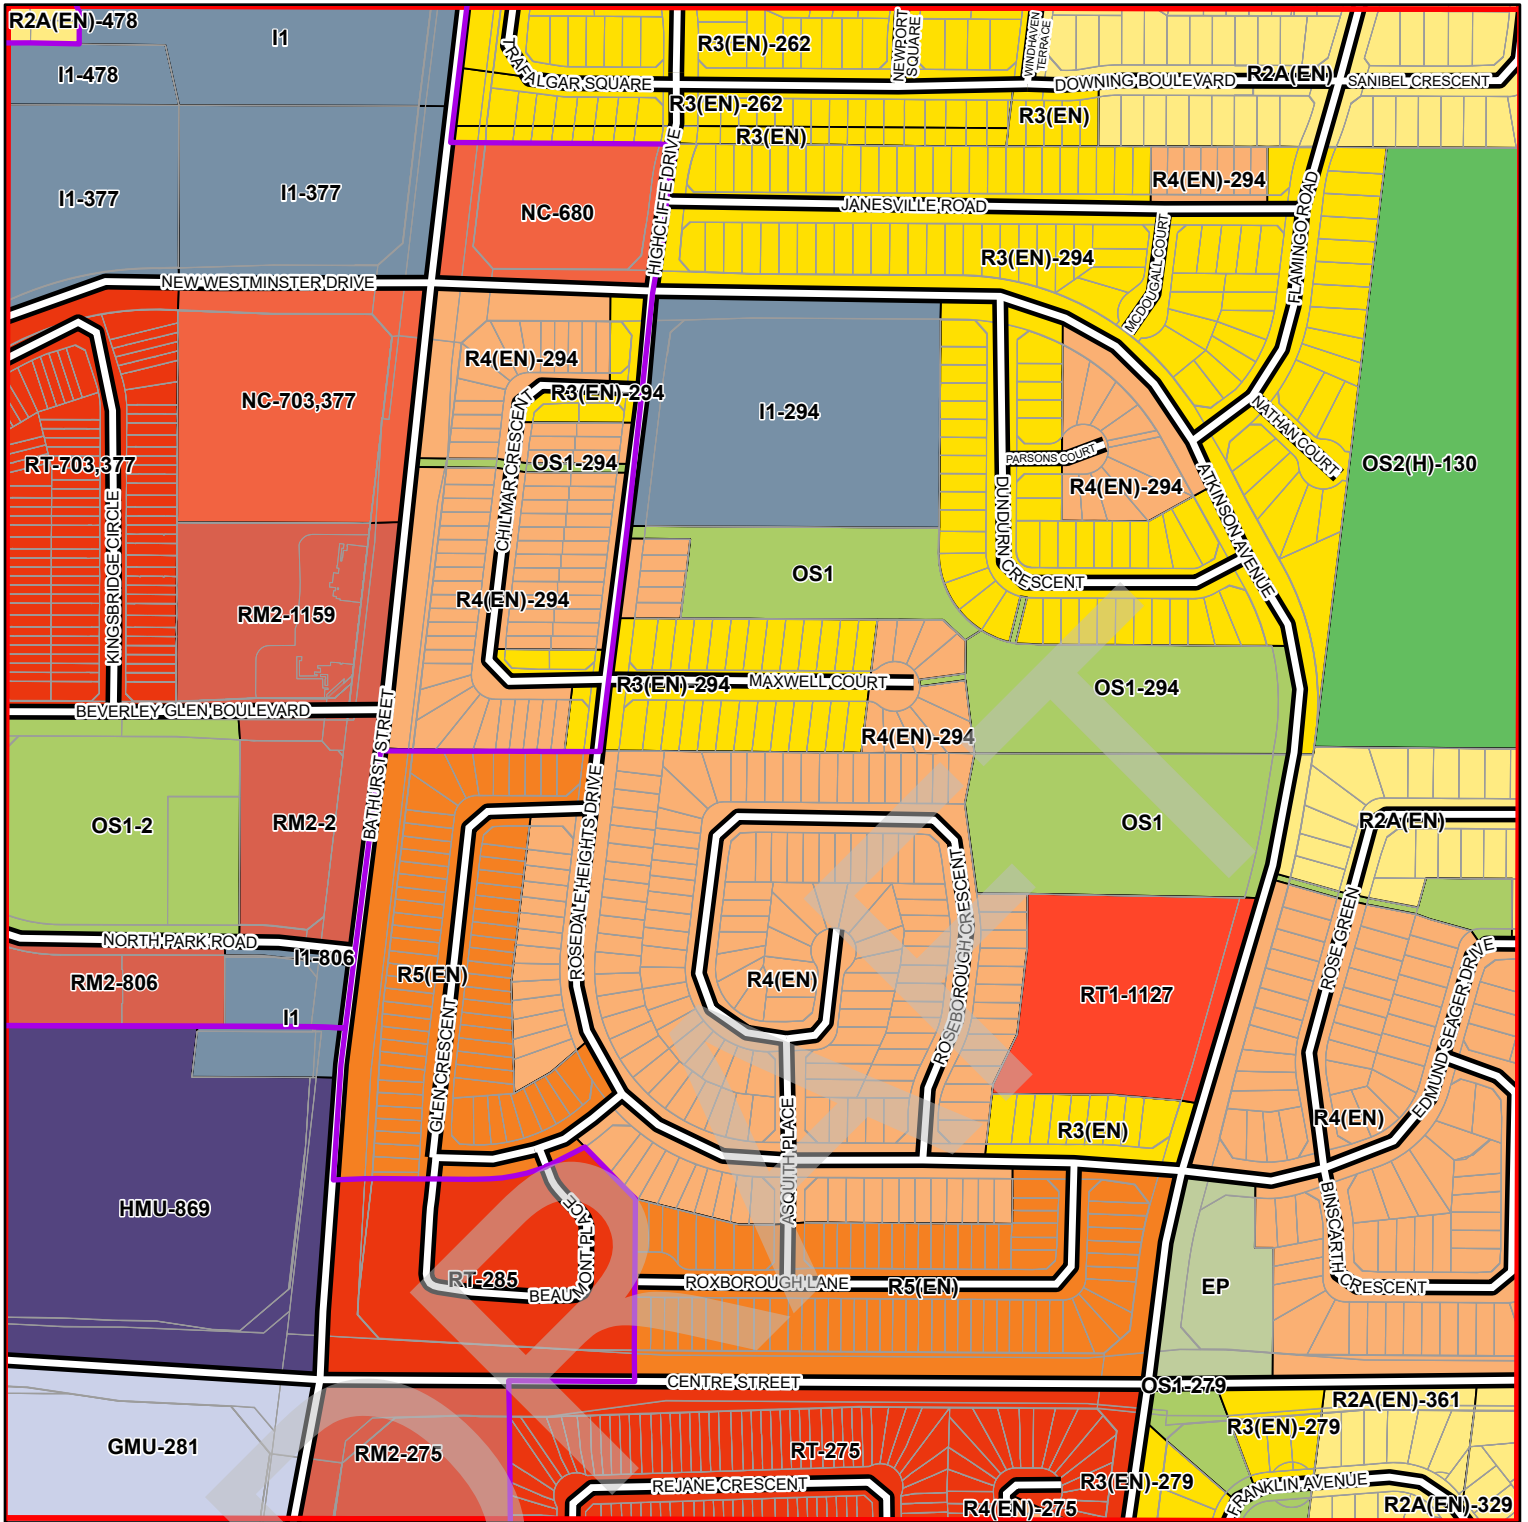 R2A(EN)-478
I1
R3(EN)-262
NEWPORT
SQUARE
WINDHAVEN
TERRACE
TRAFALGAR SQUARE
I1-478
DOWNING BOULEVARD
R2A(EN)
SANIBEL CRESCENT
R3(EN)-262
R3(EN)
R3(EN)
HIGHCLIFFE DRIVE
I1-377
I1-377
NC-680
R4(EN)-294
JANESVILLE ROAD
FLAMINGO ROAD
R3(EN)-294
MCDOUGALL COURT
NEW WESTMINSTER DRIVE
R4(EN)-294
R3(EN)-294
NC-703,377
I1-294
NATHAN COURT
CHILMAR CRESCENT
OS1-294
PARSONS COURT
RT-703,377
OS2(H)-130
R4(EN)-294
ATKINSON AVENUE
DUNDURN
CRESCENT
KINGSBRIDGE CIRCLE
OS1
R4(EN)-294
RM2-1159
R3(EN)-294
MAXWELL COURT
OS1-294
BEVERLEY GLEN BOULEVARD
BATHURST STREET
R4(EN)-294
ROSEDALE HEIGHTS DRIVE
OS1-2
RM2-2
OS1
R2A(EN)
ROSEBOROUGH CRESCENT
ROSE GREEN
NORTH PARK ROAD
I1-806
EDMUND SEAGER DRIVE
RM2-806
R5(EN)
R4(EN)
RT1-1127
I1
GLEN CRESCENT
R3(EN)
R4(EN)
ASQUITH PLACE
HMU-869
BINSCARTH
CRESCENT
RT-285
BEAUMONT PLACE
ROXBOROUGH LANE
R5(EN)
EP
CENTRE STREET
OS1-279
R2A(EN)-361
R3(EN)-279
GMU-281
RM2-275
RT-275
REJANE CRESCENT
R3(EN)-279
FRANKLIN AVENUE
R4(EN)-275
R2A(EN)-329